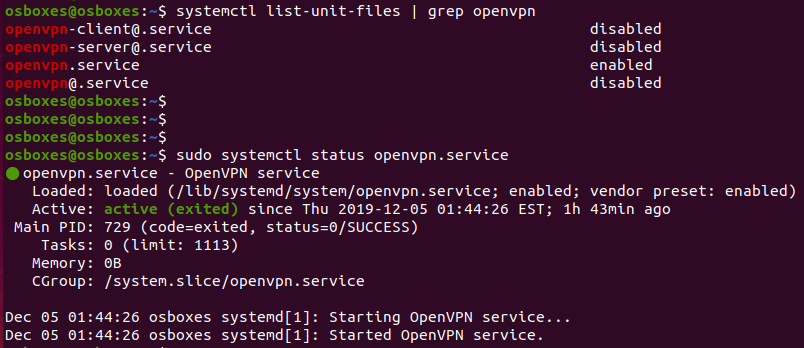 osboxes@osboxes:~$ systemctl list-unit-files | grep openvpn
openvpn-client@.service disabled
openvpn-server@.service disabled
openvpn.service enabled
openvpn@.service disabled
osboxes@osboxes:~$
osboxes@osboxes:~$
osboxes@osboxes:~$
osboxes@osboxes:~$ sudo systemctl status openvpn.service
● openvpn.service - OpenVPN service
Loaded: loaded (/lib/systemd/system/openvpn.service; enabled; vendor preset: enabled)
Active: active (exited) since Thu 2019-12-05 01:44:26 EST; 1h 43min ago
Main PID: 729 (code=exited, status=0/SUCCESS)
Tasks: 0 (limit: 1113)
Memory: 0B
CGroup: /system.slice/openvpn.service
Dec 05 01:44:26 osboxes systemd[1]: Starting OpenVPN service...
Dec 05 01:44:26 osboxes systemd[1]: Started OpenVPN service.